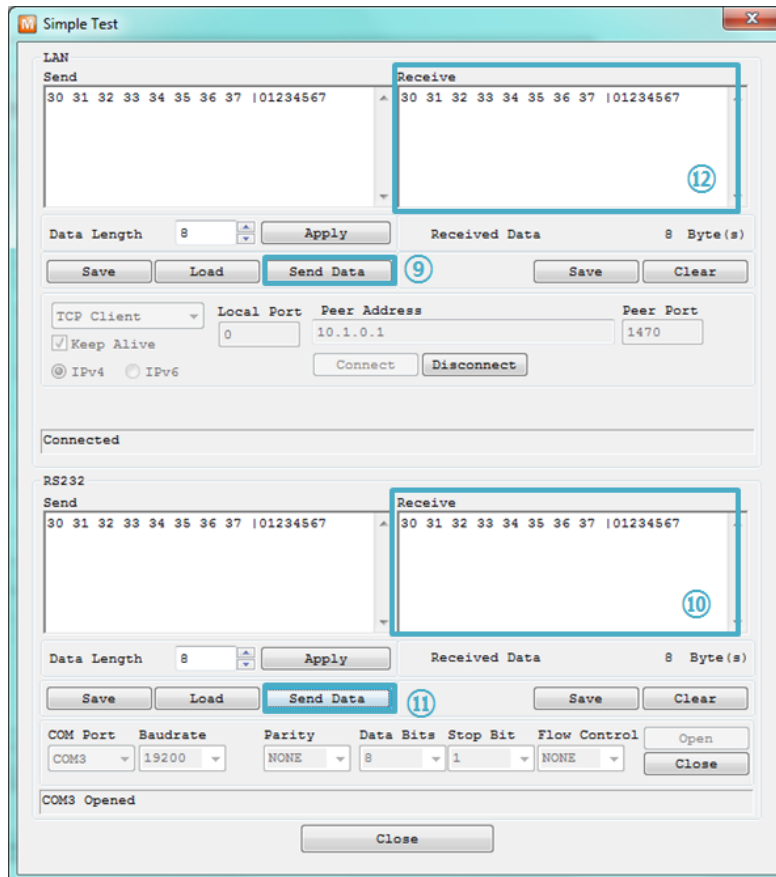 Simple Test
LAN
Send Receive
30 31 32 33 34 35 36 37 |01234567 30 31 32 33 34 35 36 37 |01234567
⑫
Data Length 8 Apply Received Data 8 Byte(s)
Save Load Send Data ⑨ Save Clear
TCP Client Local Port Peer Address Peer Port
0 10.1.0.1 1470
Keep Alive
IPv4 IPv6 Connect Disconnect
Connected
RS232
Send Receive
30 31 32 33 34 35 36 37 |01234567 30 31 32 33 34 35 36 37 |01234567
⑩
Data Length 8 Apply Received Data 8 Byte(s)
Save Load Send Data ⑪ Save Clear
COM Port Baudrate Parity Data Bits Stop Bit Flow Control Open
COM3 19200 NONE 8 1 NONE Close
COM3 Opened
Close